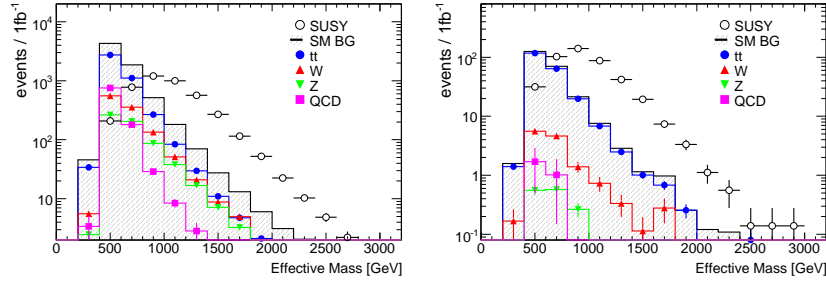 events / 1fb⁻¹
10⁴
10³
10²
10
SUSY
SM BG
tt
W
Z
QCD
0 500 1000 1500 2000 2500 3000
Effective Mass [GeV]
events / 1fb⁻¹
10²
10
1
10⁻¹
SUSY
SM BG
tt
W
Z
QCD
0 500 1000 1500 2000 2500 3000
Effective Mass [GeV]